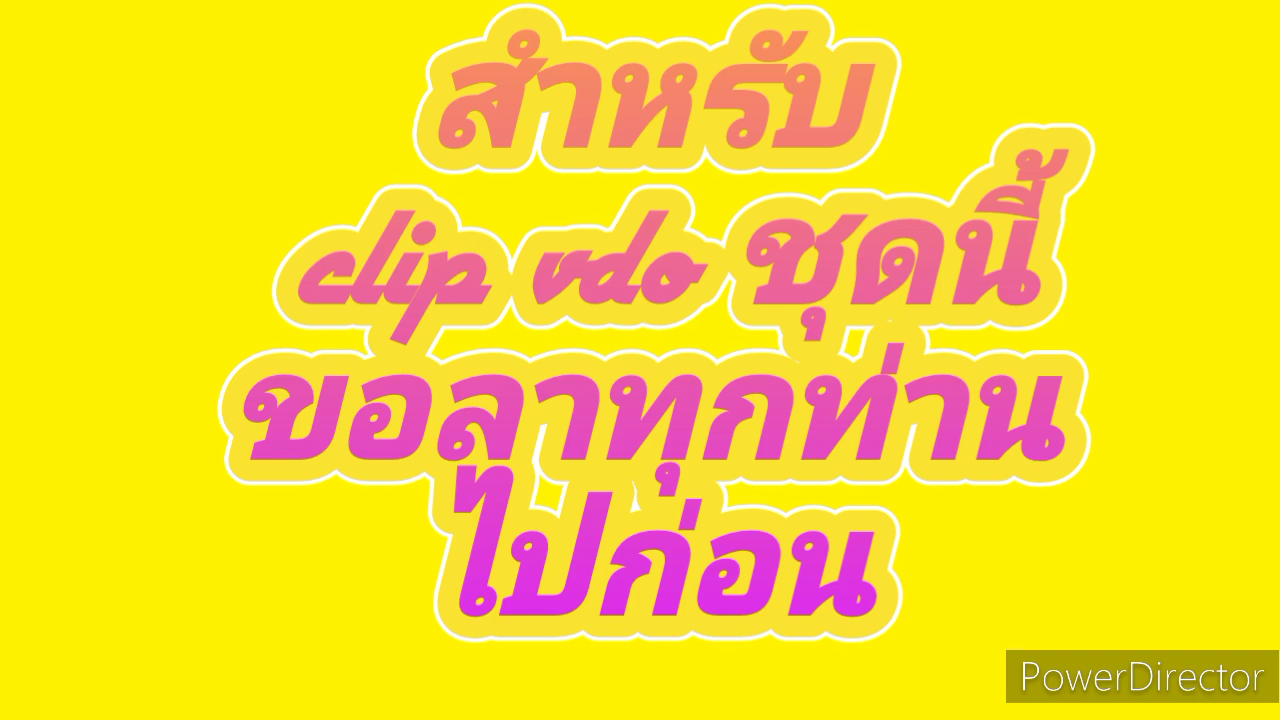 สำหรับ
clip vdo ชุดนี้
ขอลาทุกท่าน
ไปก่อน
PowerDirector